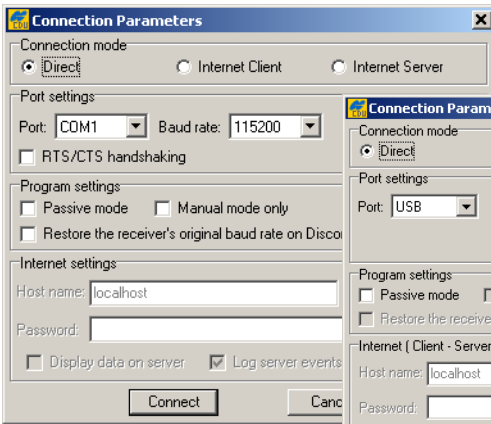 CDU Connection Parameters
Connection mode
Direct Internet Client Internet Server
Port settings
Port: COM1 Baud rate: 115200
RTS/CTS handshaking
Program settings
Passive mode Manual mode only
Restore the receiver's original baud rate on Disco
Internet settings
Host name: localhost
Password:
Display data on server Log server events
Connect Canc
CDU Connection Param
Connection mode
Direct
Port settings
Port: USB
Program settings
Passive mode
Restore the receive
Internet ( Client - Server
Host name: localhost
Password: